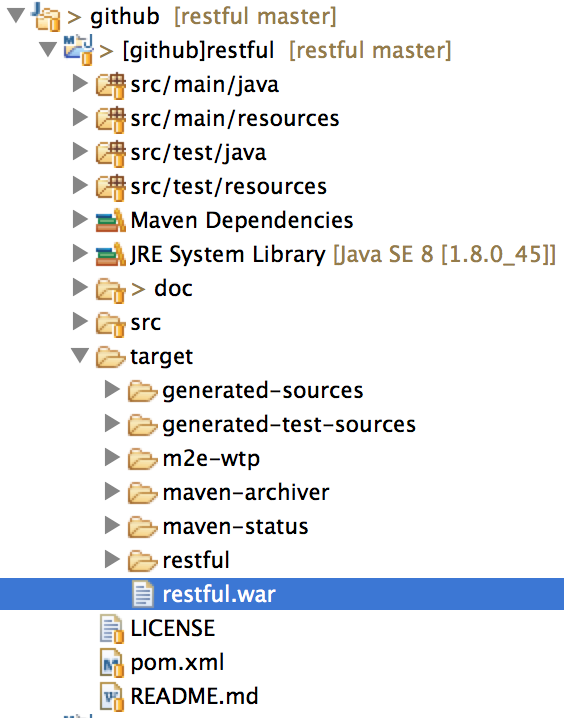 > github [restful master]
> [github]restful [restful master]
src/main/java
src/main/resources
src/test/java
src/test/resources
Maven Dependencies
JRE System Library [Java SE 8 [1.8.0_45]]
> doc
src
target
generated-sources
generated-test-sources
m2e-wtp
maven-archiver
maven-status
restful
restful.war
LICENSE
pom.xml
README.md